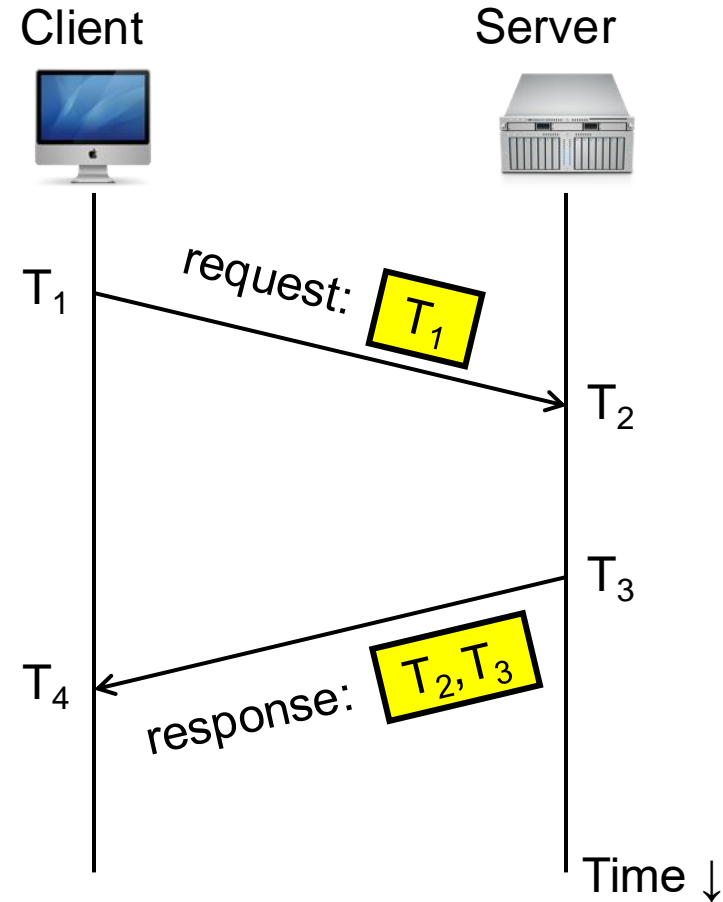 Client
Server
request: T₁
T₁
T₂
T₃
T₄
response: T₂,T₃
Time ↓